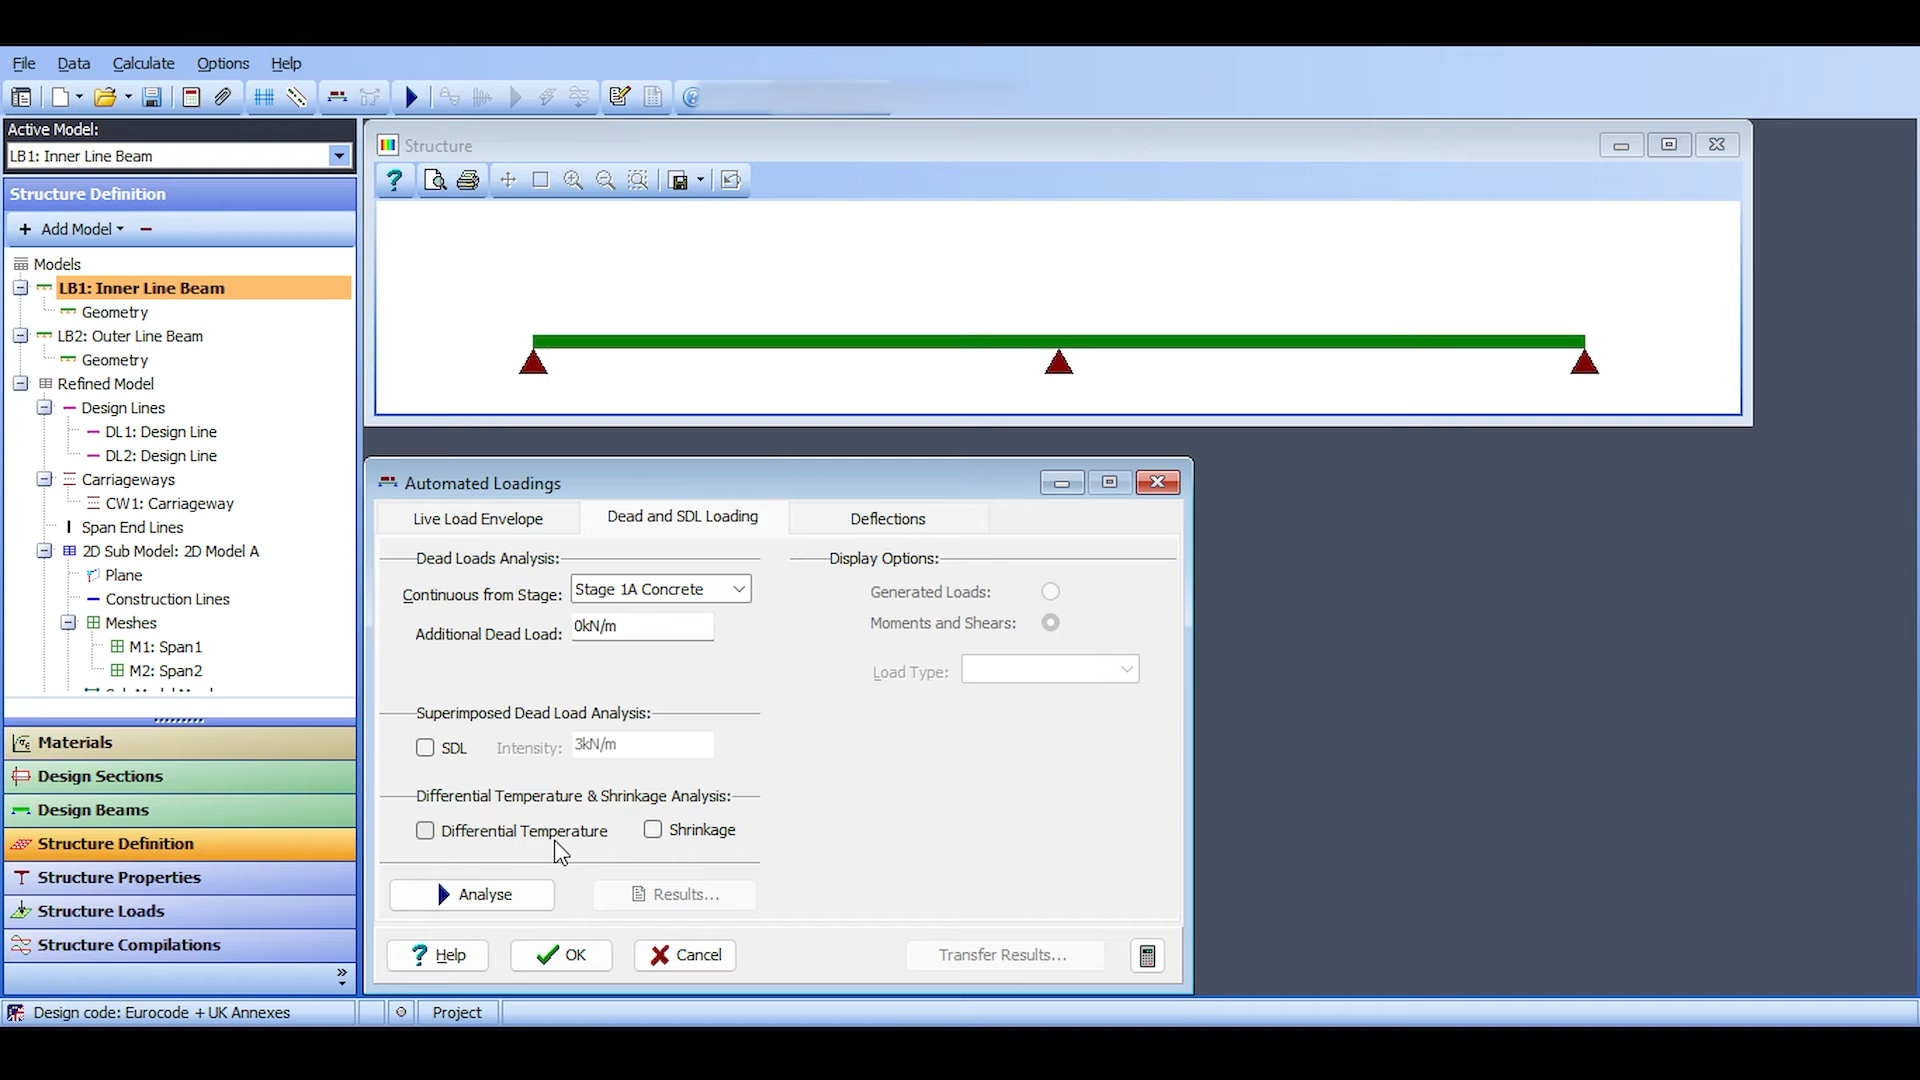 File Data Calculate Options Help
Active Model:
LB1: Inner Line Beam
Structure Definition
Add Model
Models
LB1: Inner Line Beam
Geometry
LB2: Outer Line Beam
Geometry
Refined Model
Design Lines
DL1: Design Line
DL2: Design Line
Carriageways
CW1: Carriageway
Span End Lines
2D Sub Model: 2D Model A
Plane
Construction Lines
Meshes
M1: Span1
M2: Span2
Materials
Design Sections
Design Beams
Structure Definition
Structure Properties
Structure Loads
Structure Compilations
Design code: Eurocode + UK Annexes Project
Structure
Automated Loadings
Live Load Envelope Dead and SDL Loading Deflections
Dead Loads Analysis:
Continuous from Stage: Stage 1A Concrete
Additional Dead Load: 0kN/m
Superimposed Dead Load Analysis:
SDL Intensity: 3kN/m
Differential Temperature & Shrinkage Analysis:
Differential Temperature Shrinkage
Analyse Results...
Display Options:
Generated Loads:
Moments and Shears:
Load Type:
Help OK Cancel Transfer Results...